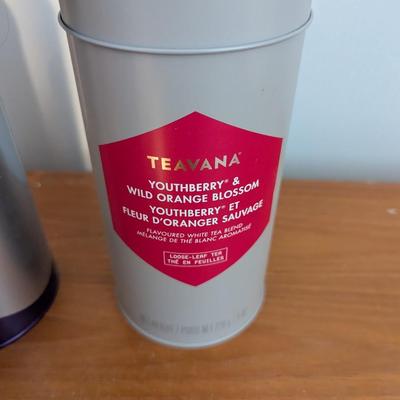 TEAVANA®
YOUTHBERRY® &
WILD ORANGE BLOSSOM
YOUTHBERRY® ET
FLEUR D'ORANGER SAUVAGE
FLAVOURED WHITE TEA BLEND
MÉLANGE DE THÉ BLANC AROMATISÉ
LOOSE-LEAF TEA
THÉ EN FEUILLES